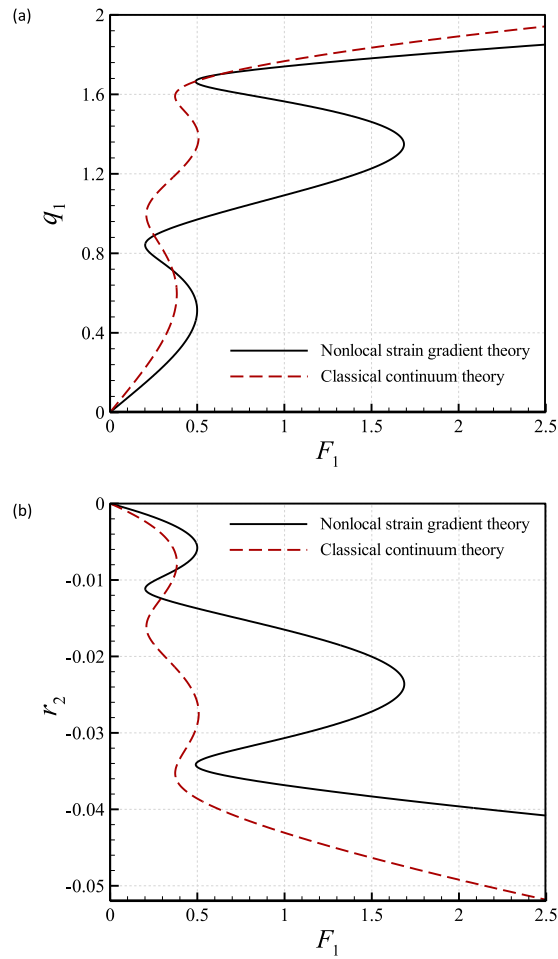 (a)
2
1.6
1.2
q1
0.8
0.4
0
Nonlocal strain gradient theory
Classical continuum theory
0 0.5 1 1.5 2 2.5
F1
(b)
0
Nonlocal strain gradient theory
Classical continuum theory
-0.01
-0.02
r2
-0.03
-0.04
-0.05
0 0.5 1 1.5 2 2.5
F1